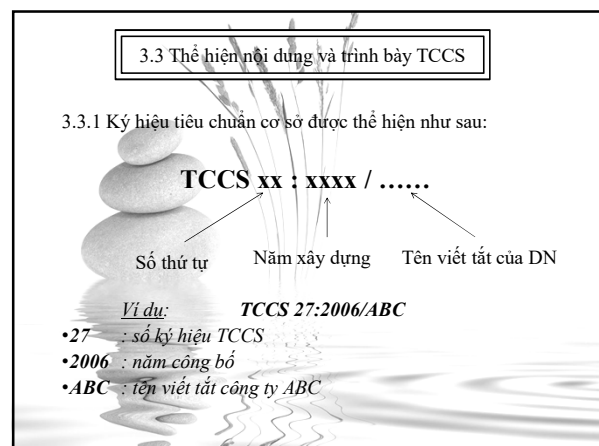 3.3 Thể hiện nội dung và trình bày TCCS
3.3.1 Ký hiệu tiêu chuẩn cơ sở được thể hiện như sau:
TCCS xx : xxxx / ……
Số thứ tự Năm xây dựng Tên viết tắt của DN
Ví dụ: TCCS 27:2006/ABC
•27 : số ký hiệu TCCS
•2006 : năm công bố
•ABC : tên viết tắt công ty ABC